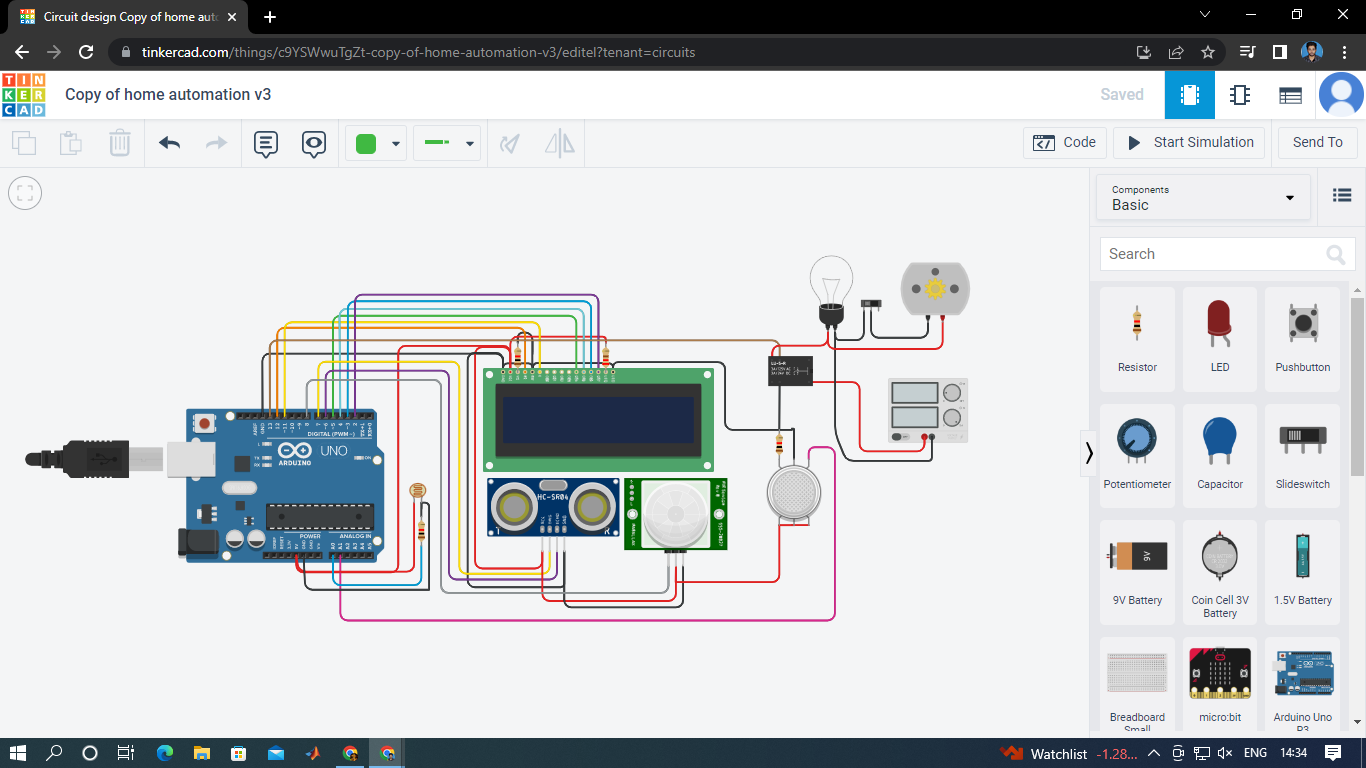 Circuit design Copy of home auto
tinkercad.com/things/c9YSWwuTgZt-copy-of-home-automation-v3/editel?tenant=circuits
TIN
KER
CAD
Copy of home automation v3
Saved
Code
Start Simulation
Send To
Components
Basic
Search
Resistor
LED
Pushbutton
Potentiometer
Capacitor
Slideswitch
9V
9V Battery
Coin Cell 3V
Battery
1.5V Battery
Breadboard
Small
micro:bit
Arduino Uno
R3
DIGITAL (PWM~)
UNO
ARDUINO
POWER
ANALOG IN
HC-SR04
T
R
Watchlist
-1.28...
ENG
14:34